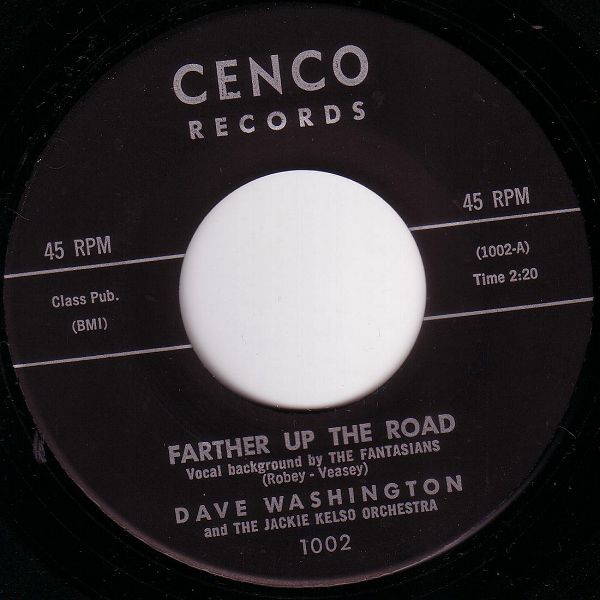 CENCO
RECORDS
45 RPM
45 RPM
Class Pub.
(BMI)
(1002-A)
Time 2:20
FARTHER UP THE ROAD
Vocal background by THE FANTASIANS
(Robey - Veasey)
DAVE WASHINGTON
and THE JACKIE KELSO ORCHESTRA
1002